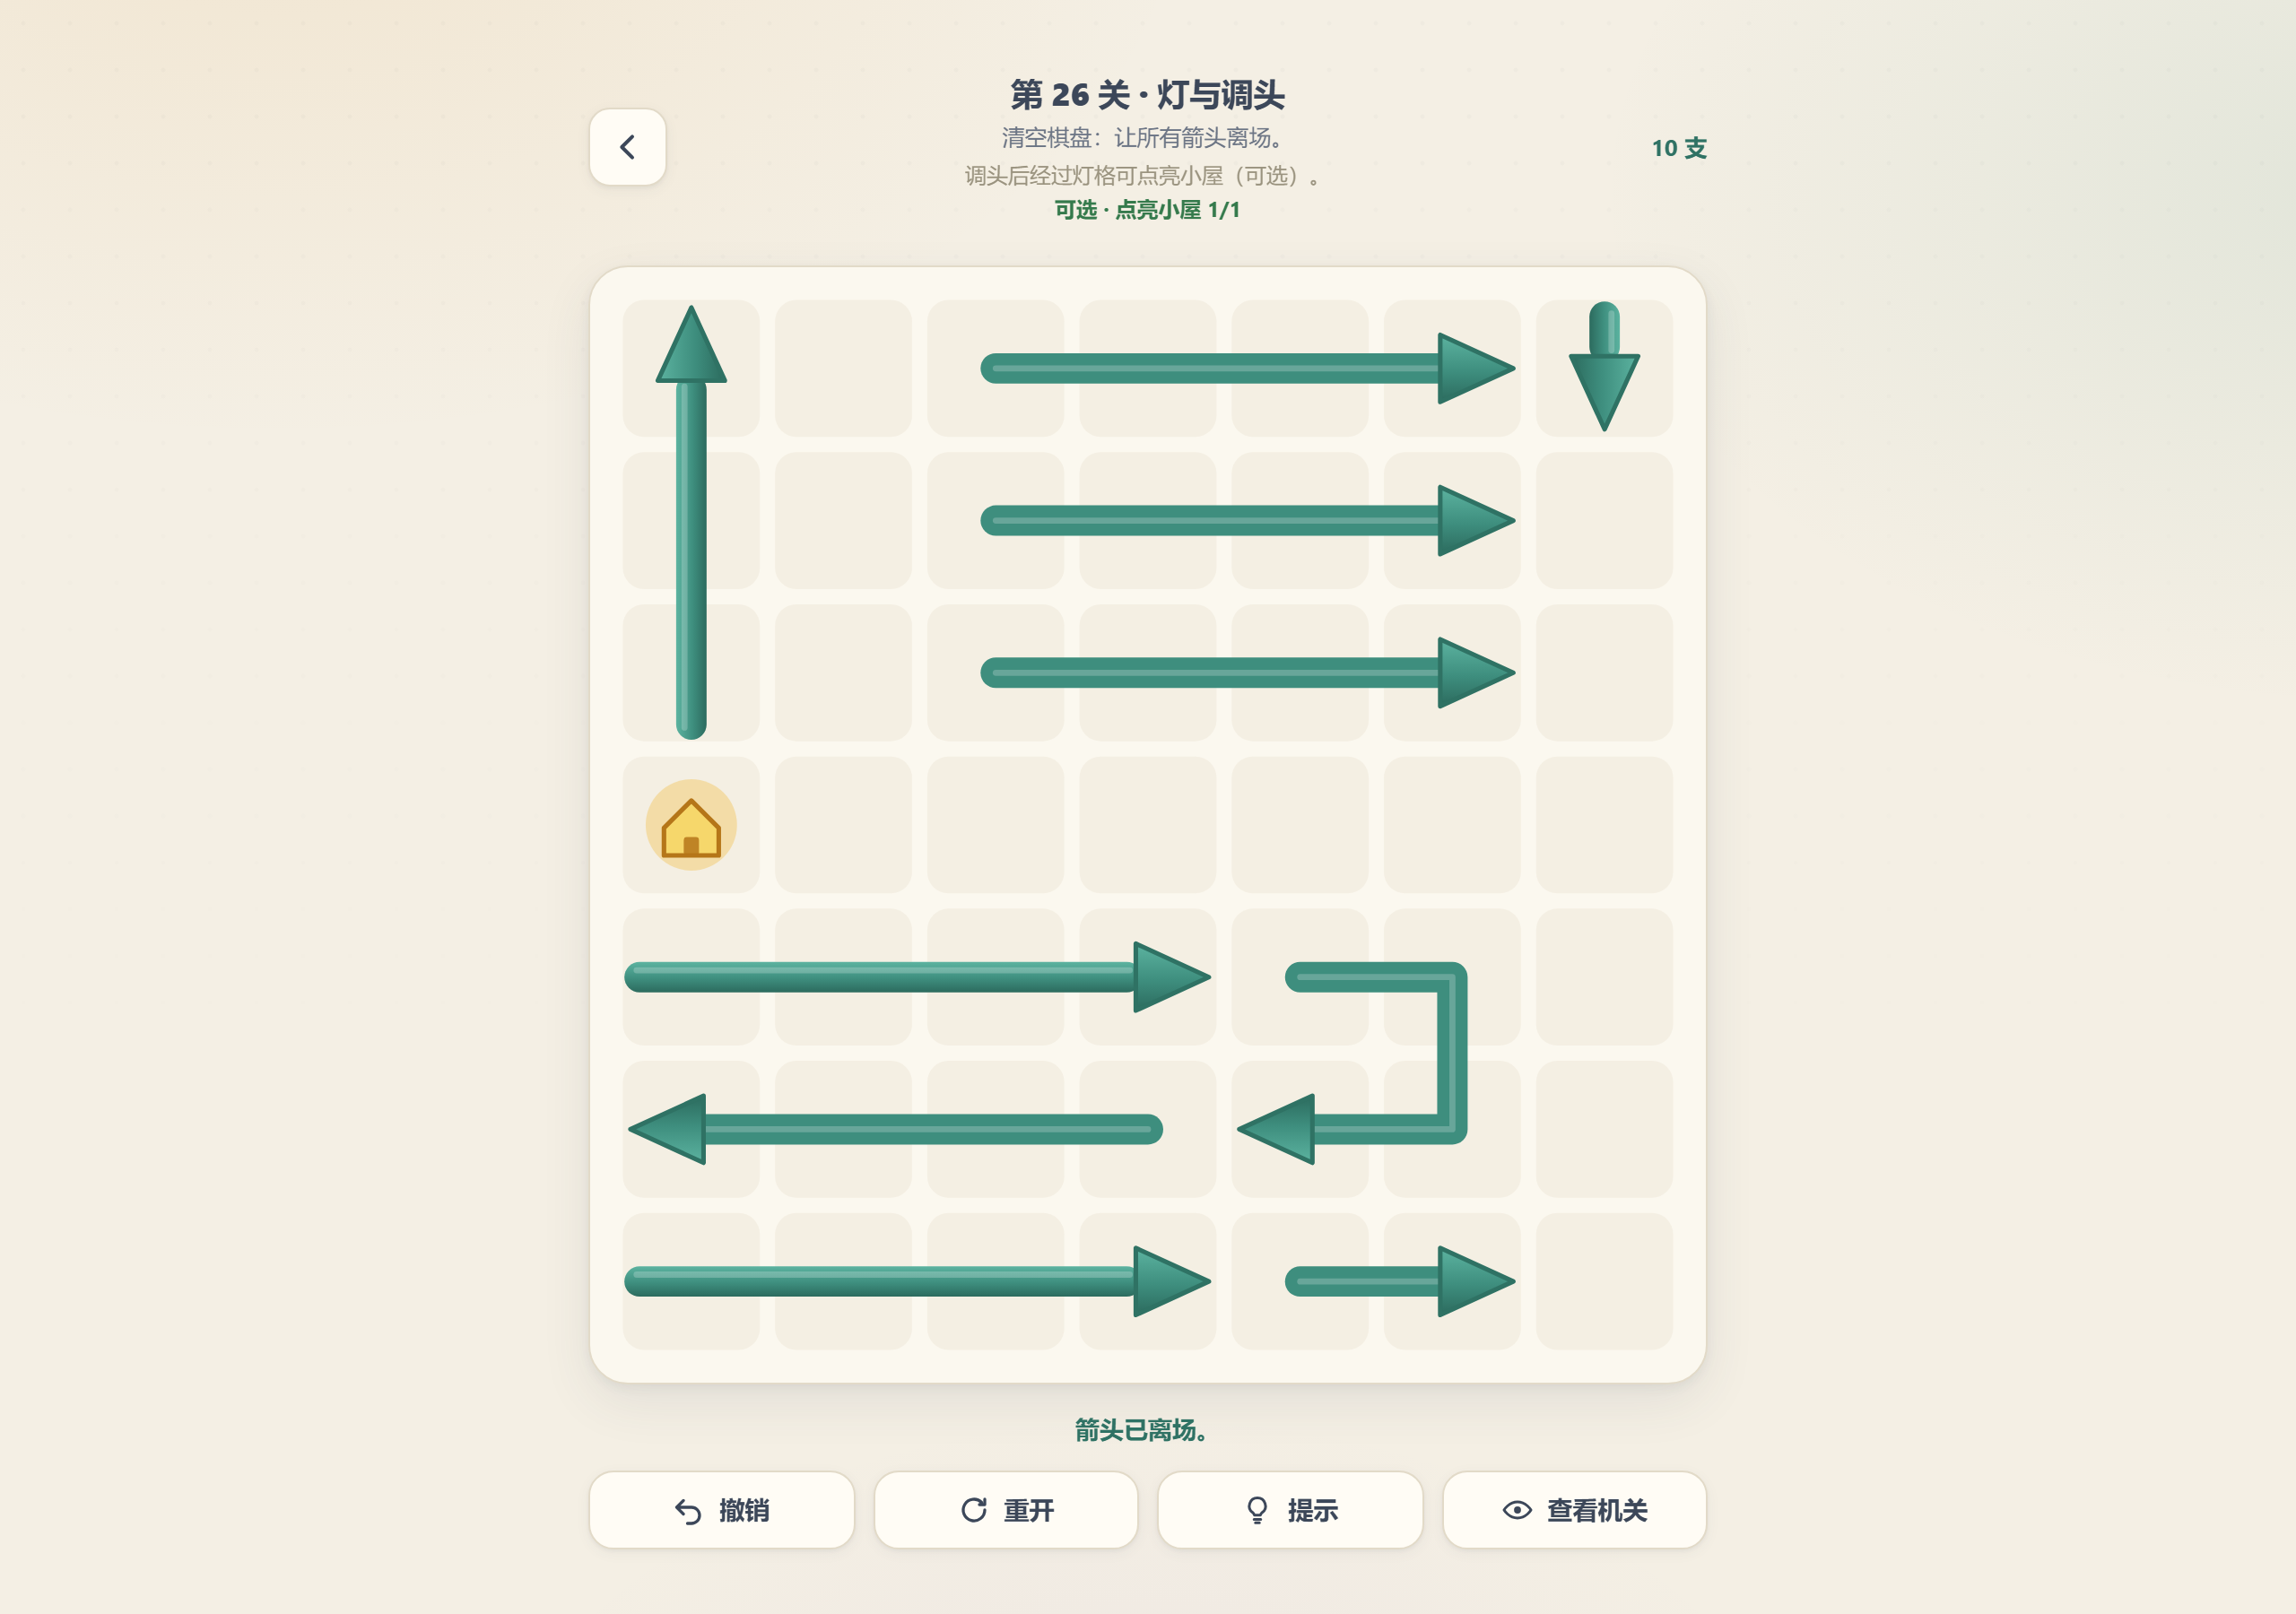 第 26 关 · 灯与调头
清空棋盘：让所有箭头离场。
10 支
调头后经过灯格可点亮小屋（可选）。
可选 · 点亮小屋 1/1
箭头已离场。
撤销
重开
提示
查看机关